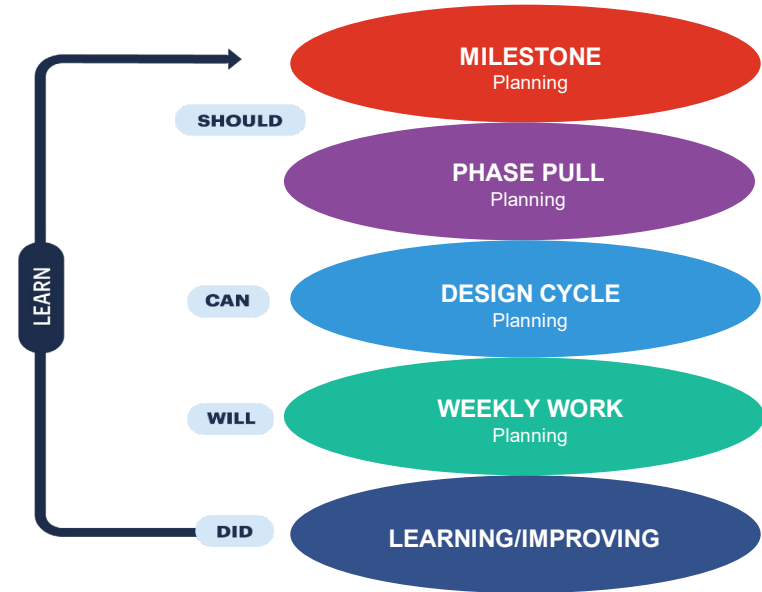 MILESTONE
Planning
SHOULD
PHASE PULL
Planning
LEARN
CAN
DESIGN CYCLE
Planning
WILL
WEEKLY WORK
Planning
DID
LEARNING/IMPROVING